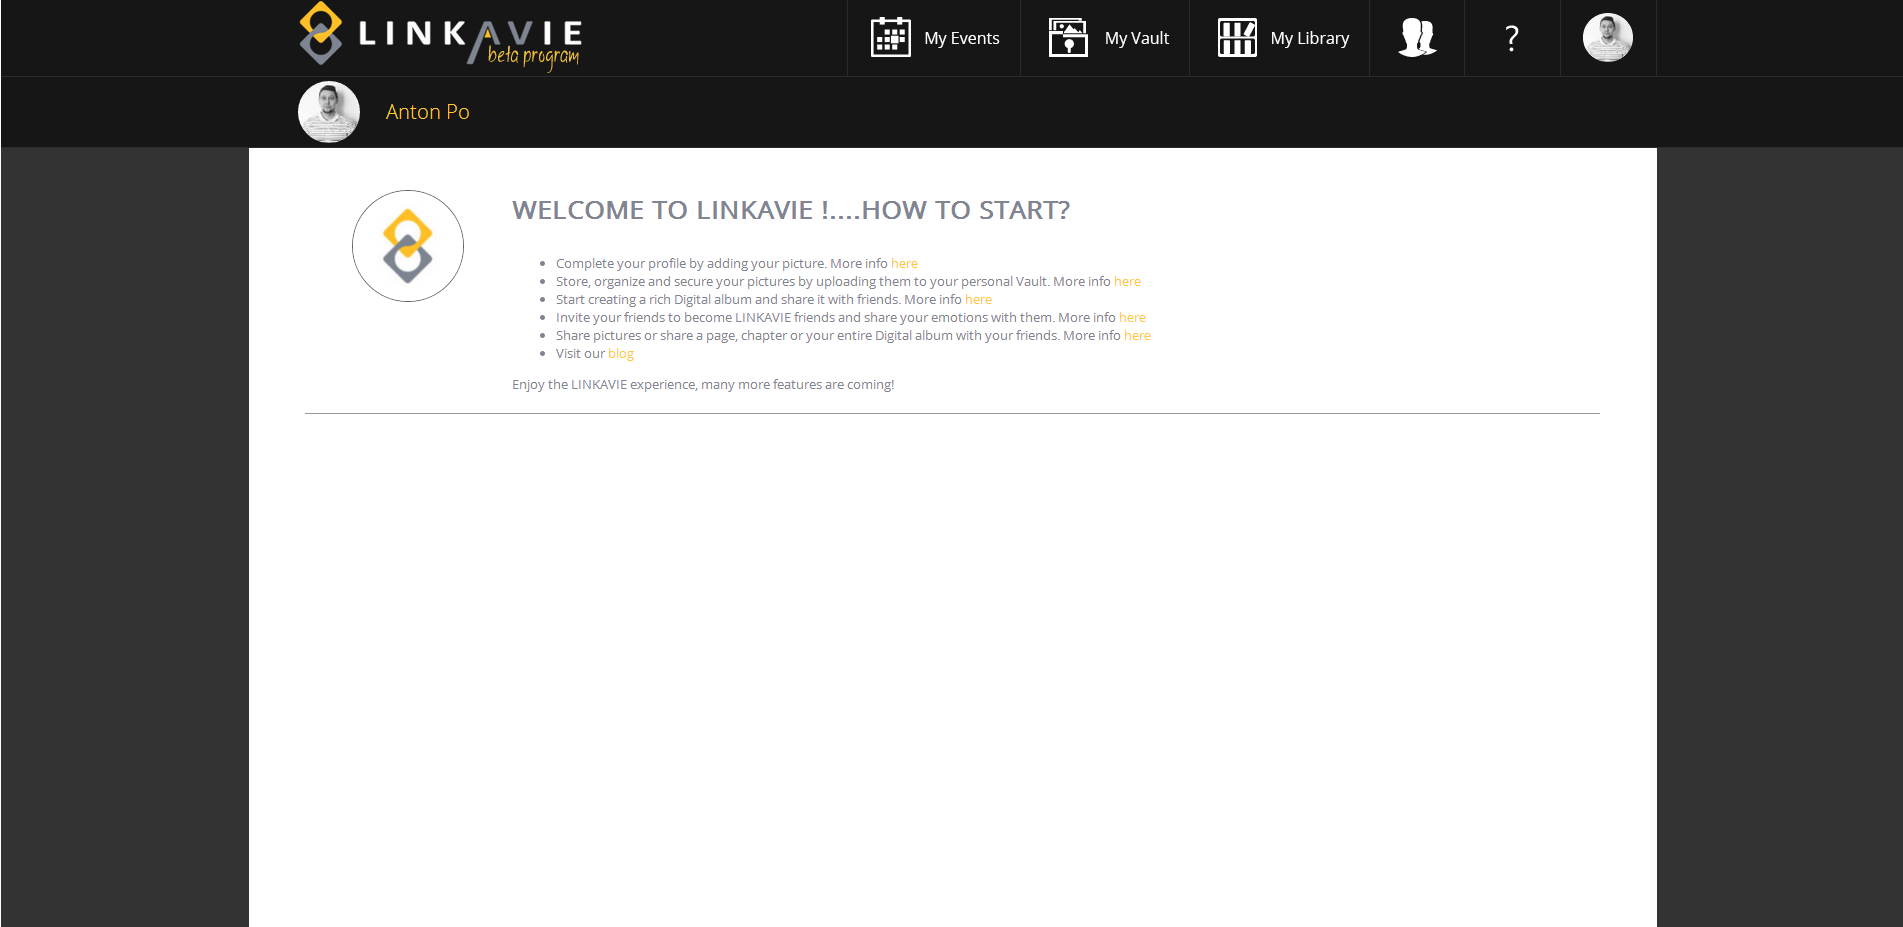 LINKAVIE
beta program
My Events
My Vault
My Library
?
Anton Po
WELCOME TO LINKAVIE !....HOW TO START?
Complete your profile by adding your picture. More info here
Store, organize and secure your pictures by uploading them to your personal Vault. More info here
Start creating a rich Digital album and share it with friends. More info here
Invite your friends to become LINKAVIE friends and share your emotions with them. More info here
Share pictures or share a page, chapter or your entire Digital album with your friends. More info here
Visit our blog
Enjoy the LINKAVIE experience, many more features are coming!